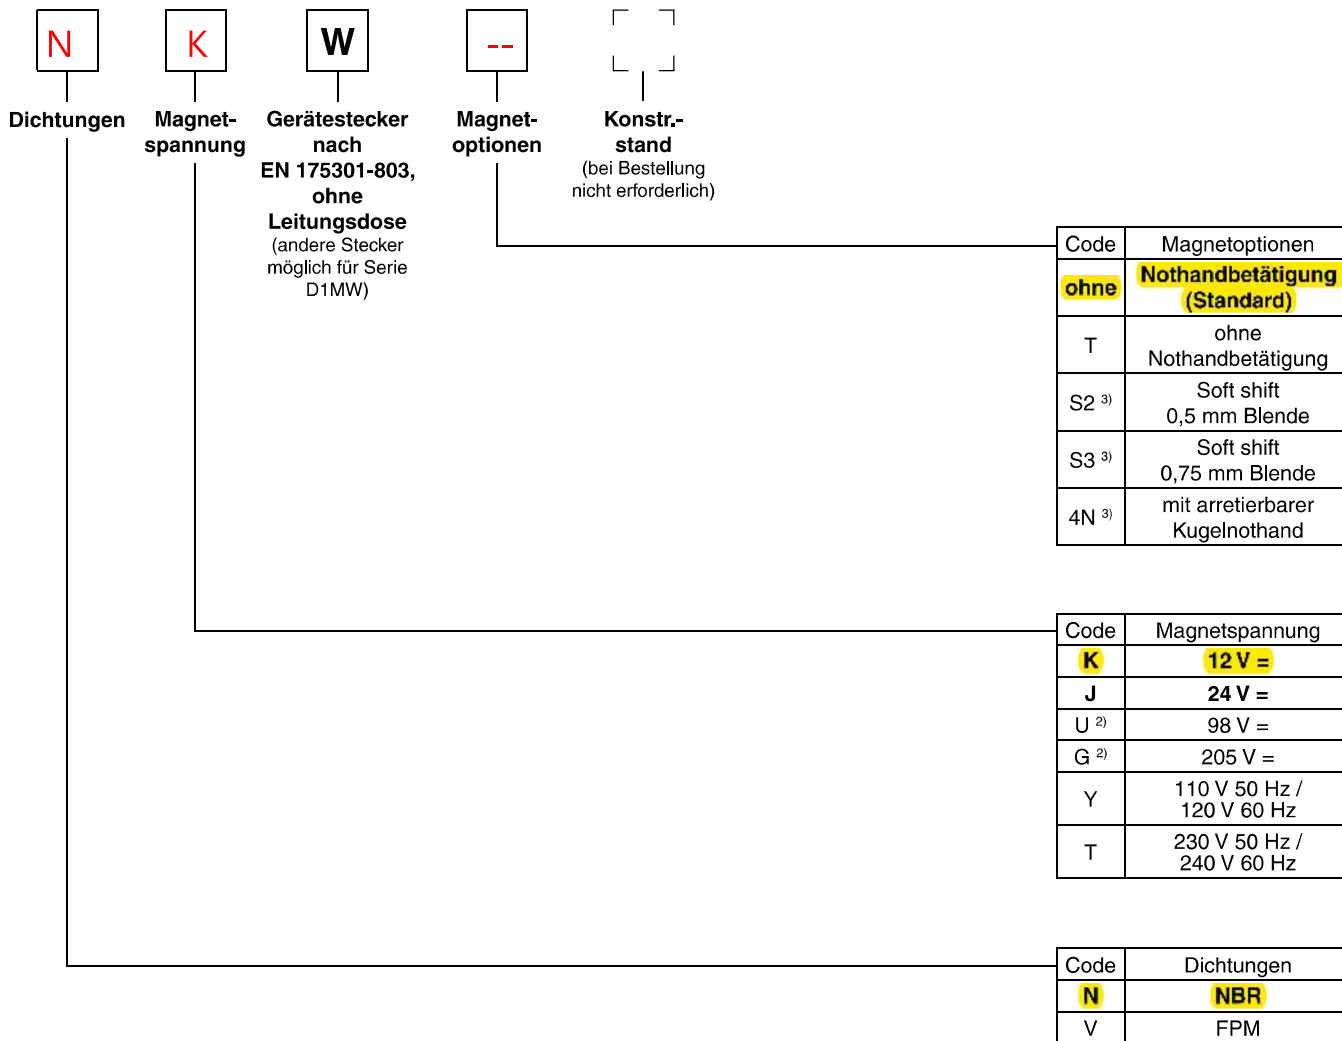 N K W --
Dichtungen
Magnet-
spannung
Gerätestecker
nach
EN 175301-803,
ohne
Leitungsdose
(andere Stecker
möglich für Serie
D1MW)
Magnet-
optionen
Konstr.-
stand
(bei Bestellung
nicht erforderlich)
Code Magnetoptionen
ohne Nothandbetätigung
(Standard)
T ohne
Nothandbetätigung
S2 3) Soft shift
0,5 mm Blende
S3 3) Soft shift
0,75 mm Blende
4N 3) mit arretierbarer
Kugelnothand
Code Magnetspannung
K 12 V =
J 24 V =
U 2) 98 V =
G 2) 205 V =
Y 110 V 50 Hz /
120 V 60 Hz
T 230 V 50 Hz /
240 V 60 Hz
Code Dichtungen
N NBR
V FPM